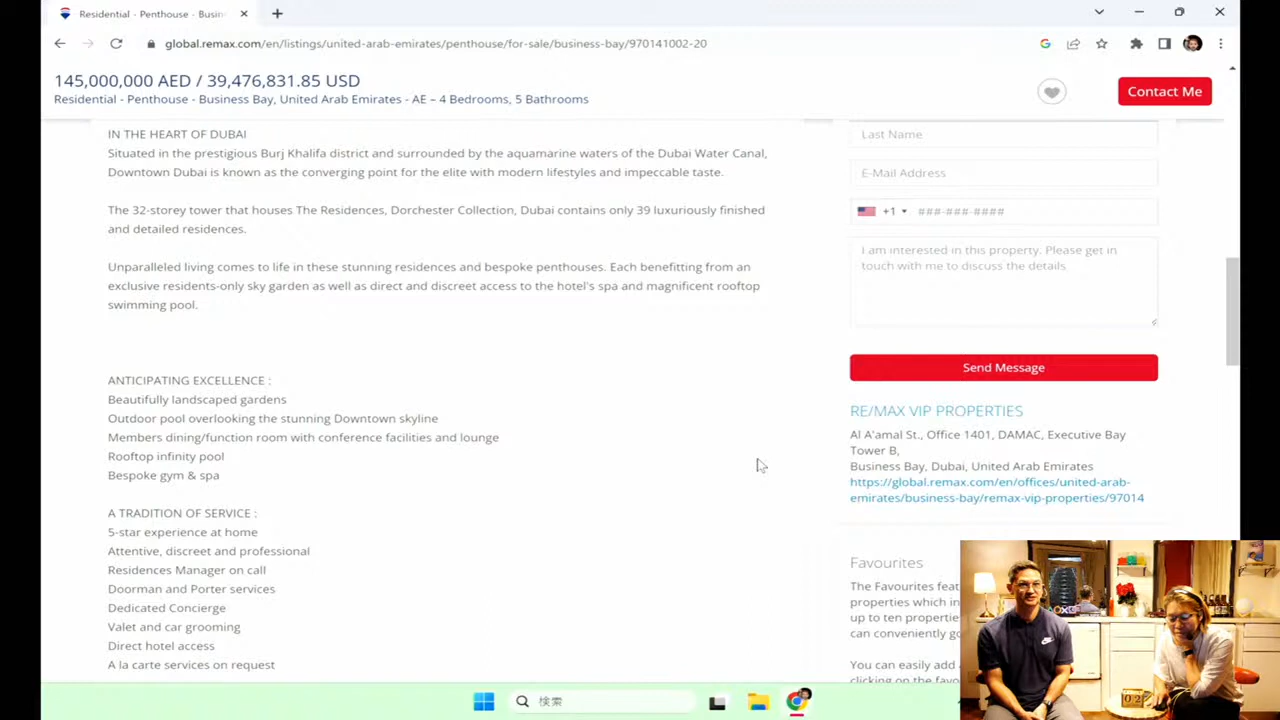 Residential - Penthouse - Busin
global.remax.com/en/listings/united-arab-emirates/penthouse/for-sale/business-bay/970141002-20
145,000,000 AED / 39,476,831.85 USD
Residential - Penthouse - Business Bay, United Arab Emirates - AE – 4 Bedrooms, 5 Bathrooms
Contact Me
IN THE HEART OF DUBAI
Situated in the prestigious Burj Khalifa district and surrounded by the aquamarine waters of the Dubai Water Canal,
Downtown Dubai is known as the converging point for the elite with modern lifestyles and impeccable taste.
The 32-storey tower that houses The Residences, Dorchester Collection, Dubai contains only 39 luxuriously finished
and detailed residences.
Unparalleled living comes to life in these stunning residences and bespoke penthouses. Each benefitting from an
exclusive residents-only sky garden as well as direct and discreet access to the hotel's spa and magnificent rooftop
swimming pool.
ANTICIPATING EXCELLENCE :
Beautifully landscaped gardens
Outdoor pool overlooking the stunning Downtown skyline
Members dining/function room with conference facilities and lounge
Rooftop infinity pool
Bespoke gym & spa
A TRADITION OF SERVICE :
5-star experience at home
Attentive, discreet and professional
Residences Manager on call
Doorman and Porter services
Dedicated Concierge
Valet and car grooming
Direct hotel access
A la carte services on request
Last Name
E-Mail Address
+1 ###-###-####
I am interested in this property. Please get in
touch with me to discuss the details
Send Message
RE/MAX VIP PROPERTIES
Al A'amal St., Office 1401, DAMAC, Executive Bay
Tower B,
Business Bay, Dubai, United Arab Emirates
https://global.remax.com/en/offices/united-arab-
emirates/business-bay/remax-vip-properties/97014
Favourites
The Favourites feat
properties which in
up to ten propertie
can conveniently go
You can easily add a
clicking on the favo
検索